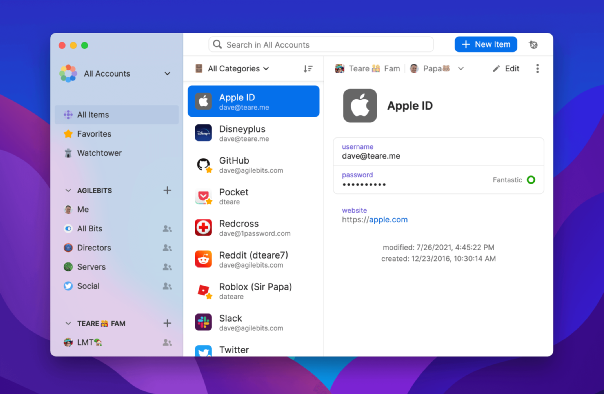 Search in All Accounts
+ New Item
All Accounts
All Items
Favorites
Watchtower
AGILEBITS +
Me
All Bits
Directors
Servers
Social
TEARE👪 FAM +
LMT🏡
All Categories
Apple ID
dave@teare.me
Disneyplus
dave@teare.me
GitHub
dave@agilebits.com
Pocket
dteare
Redcross
dave@1password.com
Reddit (dteare7)
dave@agilebits.com
Roblox (Sir Papa)
dateare
Slack
dave@agilebits.com
Twitter
Teare 👪 Fam Papa🐻 Edit
Apple ID
username
dave@teare.me
password
•••••••••• Fantastic
website
https://apple.com
modified: 7/26/2021, 4:45:22 PM
created: 12/23/2016, 10:30:14 AM